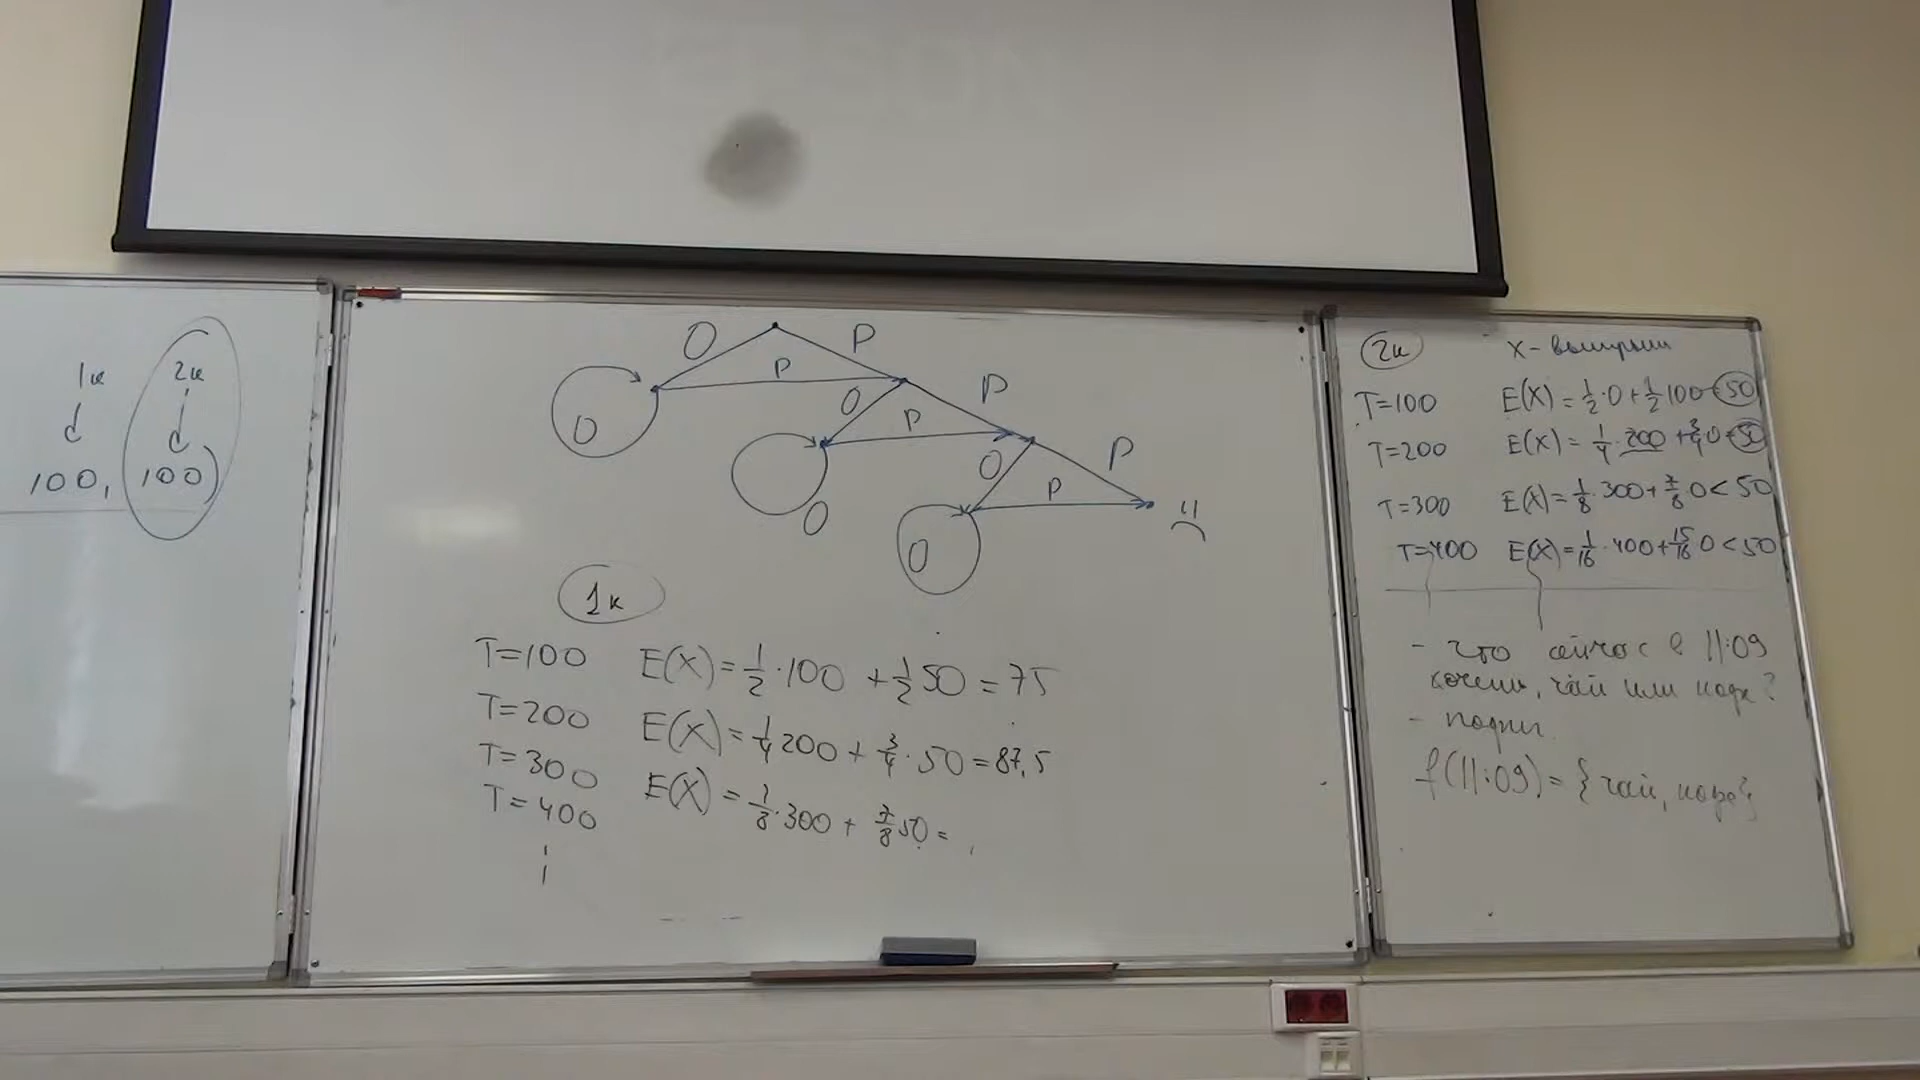 1к 2к
100, 100)
О Р
Р
О
О Р
Р
О
О Р
Р
О
1к
T=100 E(X) = 1/2 · 100 + 1/2 50 = 75
T=200 E(X) = 1/4 200 + 3/4 · 50 = 87,5
T=300 E(X) = 1/8 · 300 + 7/8 50 =
T=400
2к X - выигрыш
T=100 E(X) = 1/2 · 0 + 1/2 100 = 50
T=200 E(X) = 1/4 · 200 + 3/4 0 = 50
T=300 E(X) = 1/8 · 300 + 7/8 · 0 < 50
T=400 E(X) = 1/16 · 400 + 15/16 0 < 50
- что сейчас в 11:09
хочешь, чай или кофе?
-
f(11:09) = {чай, кофе}